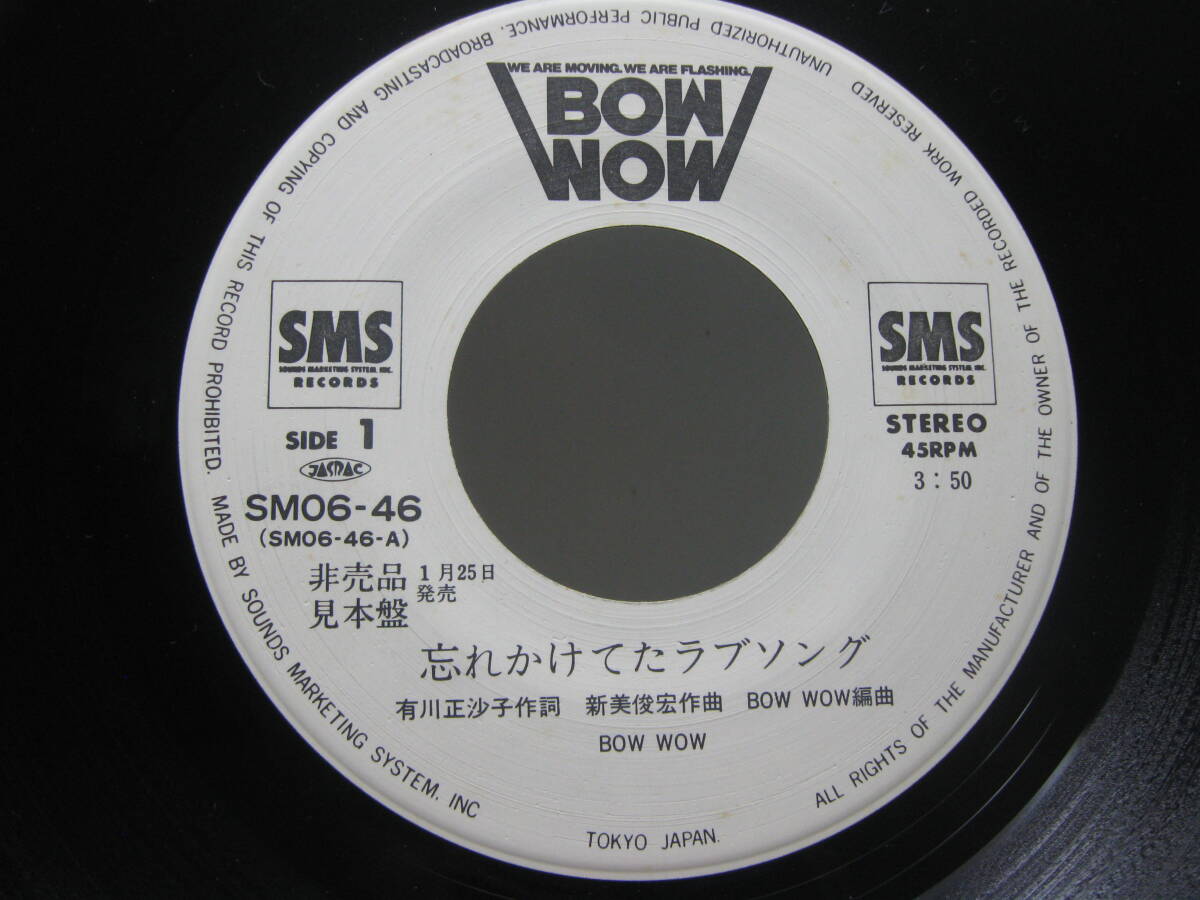 WE ARE MOVING. WE ARE FLASHING.
BOW
WOW
SMS
SOUNDS MARKETING SYSTEM, INC.
RECORDS
SMS
SOUNDS MARKETING SYSTEM, INC.
RECORDS
SIDE 1
JASRAC
STEREO
45RPM
3:50
SM06-46
(SM06-46-A)
非売品
見本盤
1月25日
発売
忘れかけてたラブソング
有川正沙子作詞 新美俊宏作曲 BOW WOW編曲
BOW WOW
ALL RIGHTS OF THE MANUFACTURER AND OF THE OWNER OF THE RECORDED WORK RESERVED UNAUTHORIZED PUBLIC PERFORMANCE, BROADCASTING AND COPYING OF THIS RECORD PROHIBITED. MADE BY SOUNDS MARKETING SYSTEM, INC
TOKYO JAPAN.